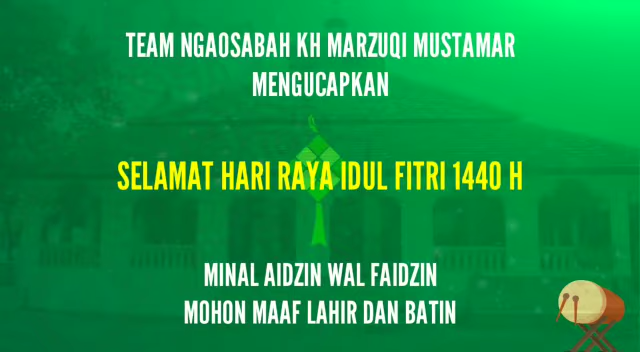 TEAM NGAOSABAH KH MARZUQI MUSTAMAR
MENGUCAPKAN
SELAMAT HARI RAYA IDUL FITRI 1440 H
MINAL AIDZIN WAL FAIDZIN
MOHON MAAF LAHIR DAN BATIN